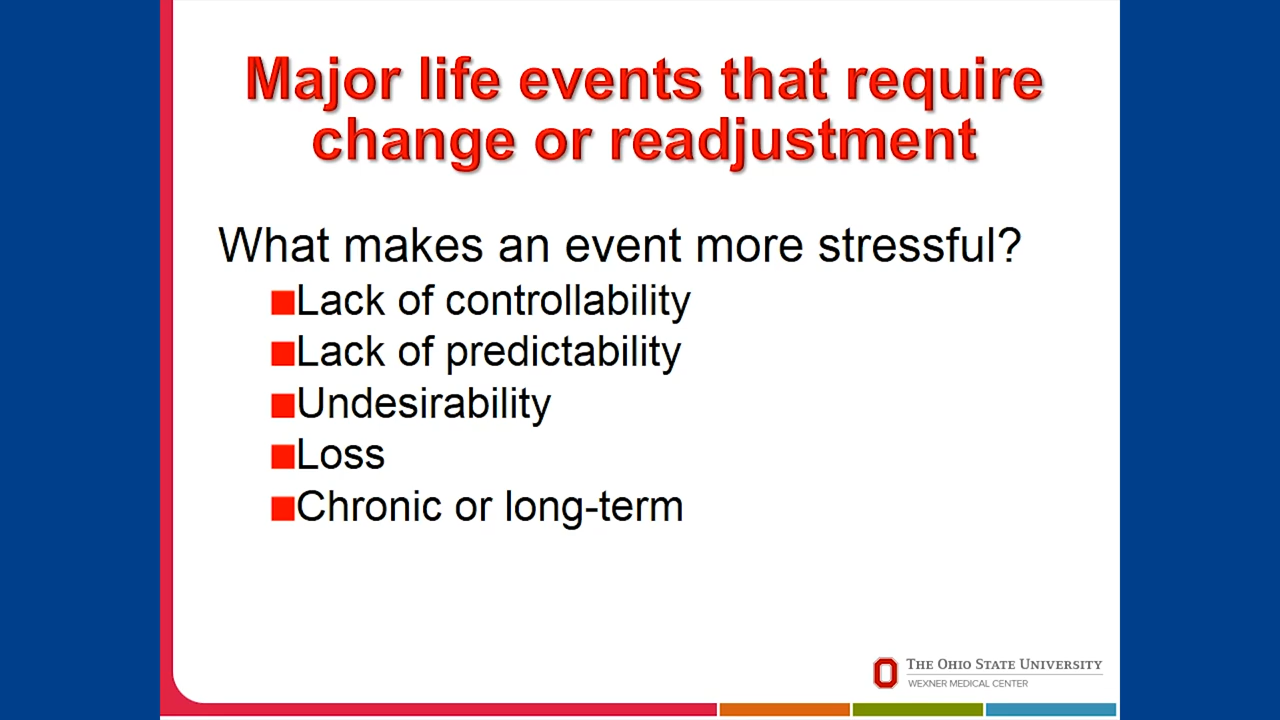 Major life events that require
change or readjustment
What makes an event more stressful?
Lack of controllability
Lack of predictability
Undesirability
Loss
Chronic or long-term
THE OHIO STATE UNIVERSITY
WEXNER MEDICAL CENTER